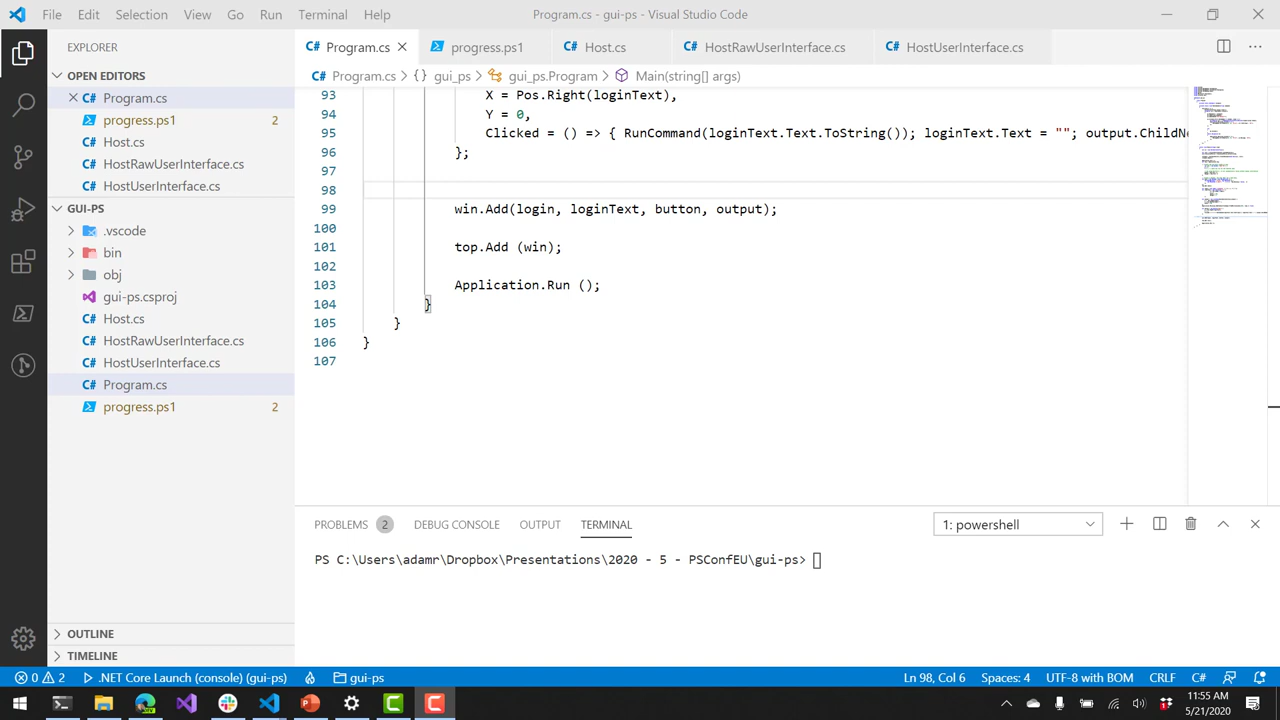 File Edit Selection View Go Run Terminal Help Program.cs - gui-ps - Visual Studio Code
EXPLORER
OPEN EDITORS
Program.cs
progress.ps1 2
Host.cs
HostRawUserInterface.cs
HostUserInterface.cs
GUI-PS
.vscode
bin
obj
gui-ps.csproj
Host.cs
HostRawUserInterface.cs
HostUserInterface.cs
Program.cs
progress.ps1 2
OUTLINE
TIMELINE
Program.cs progress.ps1 Host.cs HostRawUserInterface.cs HostUserInterface.cs
Program.cs > {} gui_ps > gui_ps.Program > Main(string[] args)
93 X = Pos.Right(loginText),
94 Y = 0,
95 Clicked = () => { RunCommand(loginText.Text.ToString()); loginText.Text = ""; output.ChildNe
96 };
97
98
99 win.Add(login, loginText, button, output);
100
101 top.Add (win);
102
103 Application.Run ();
104 }
105 }
106 }
107
PROBLEMS 2 DEBUG CONSOLE OUTPUT TERMINAL 1: powershell
PS C:\Users\adamr\Dropbox\Presentations\2020 - 5 - PSConfEU\gui-ps>
0 2 .NET Core Launch (console) (gui-ps) gui-ps Ln 98, Col 6 Spaces: 4 UTF-8 with BOM CRLF C#
11:55 AM
5/21/2020